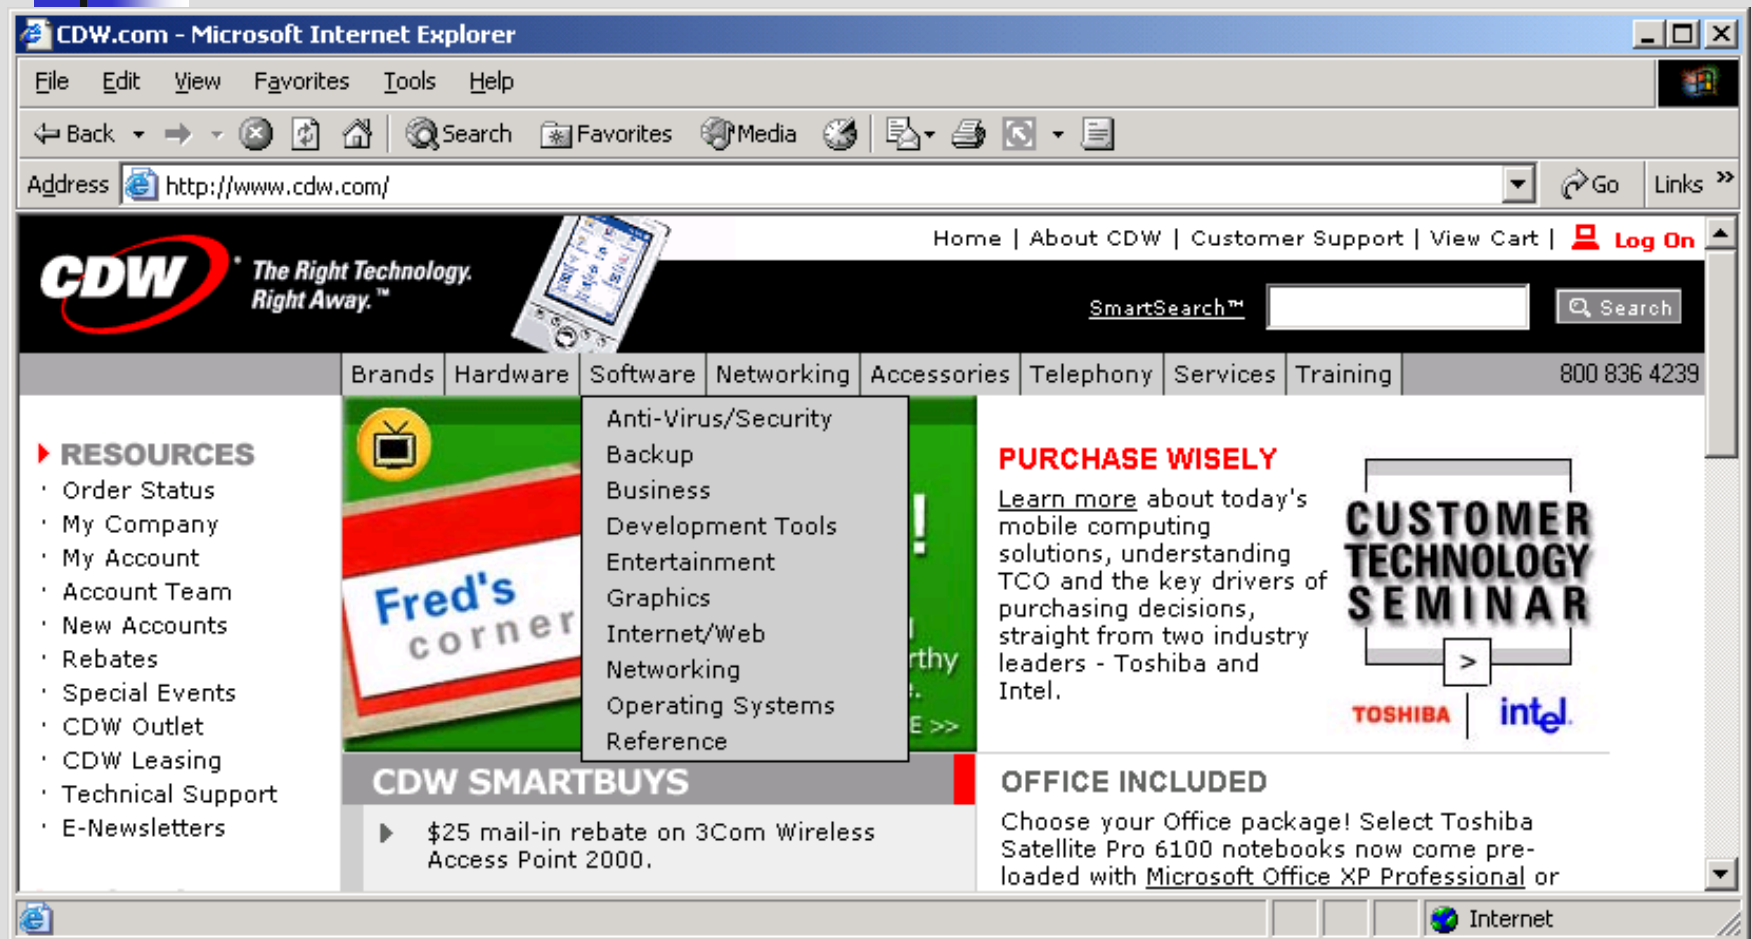 CDW.com - Microsoft Internet Explorer
File Edit View Favorites Tools Help
Back Search Favorites Media
Address http://www.cdw.com/ Go Links »
Home | About CDW | Customer Support | View Cart | Log On
CDW
The Right Technology.
Right Away.™
SmartSearch™ Search
Brands Hardware Software Networking Accessories Telephony Services Training 800 836 4239
Anti-Virus/Security
Backup
Business
Development Tools
Entertainment
Graphics
Internet/Web
Networking
Operating Systems
Reference
RESOURCES
· Order Status
· My Company
· My Account
· Account Team
· New Accounts
· Rebates
· Special Events
· CDW Outlet
· CDW Leasing
· Technical Support
· E-Newsletters
Fred's
corner
!
rthy
E >>
CDW SMARTBUYS
$25 mail-in rebate on 3Com Wireless
Access Point 2000.
PURCHASE WISELY
Learn more about today's
mobile computing
solutions, understanding
TCO and the key drivers of
purchasing decisions,
straight from two industry
leaders - Toshiba and
Intel.
CUSTOMER
TECHNOLOGY
SEMINAR
>
TOSHIBA intel.
OFFICE INCLUDED
Choose your Office package! Select Toshiba
Satellite Pro 6100 notebooks now come pre-
loaded with Microsoft Office XP Professional or
Internet